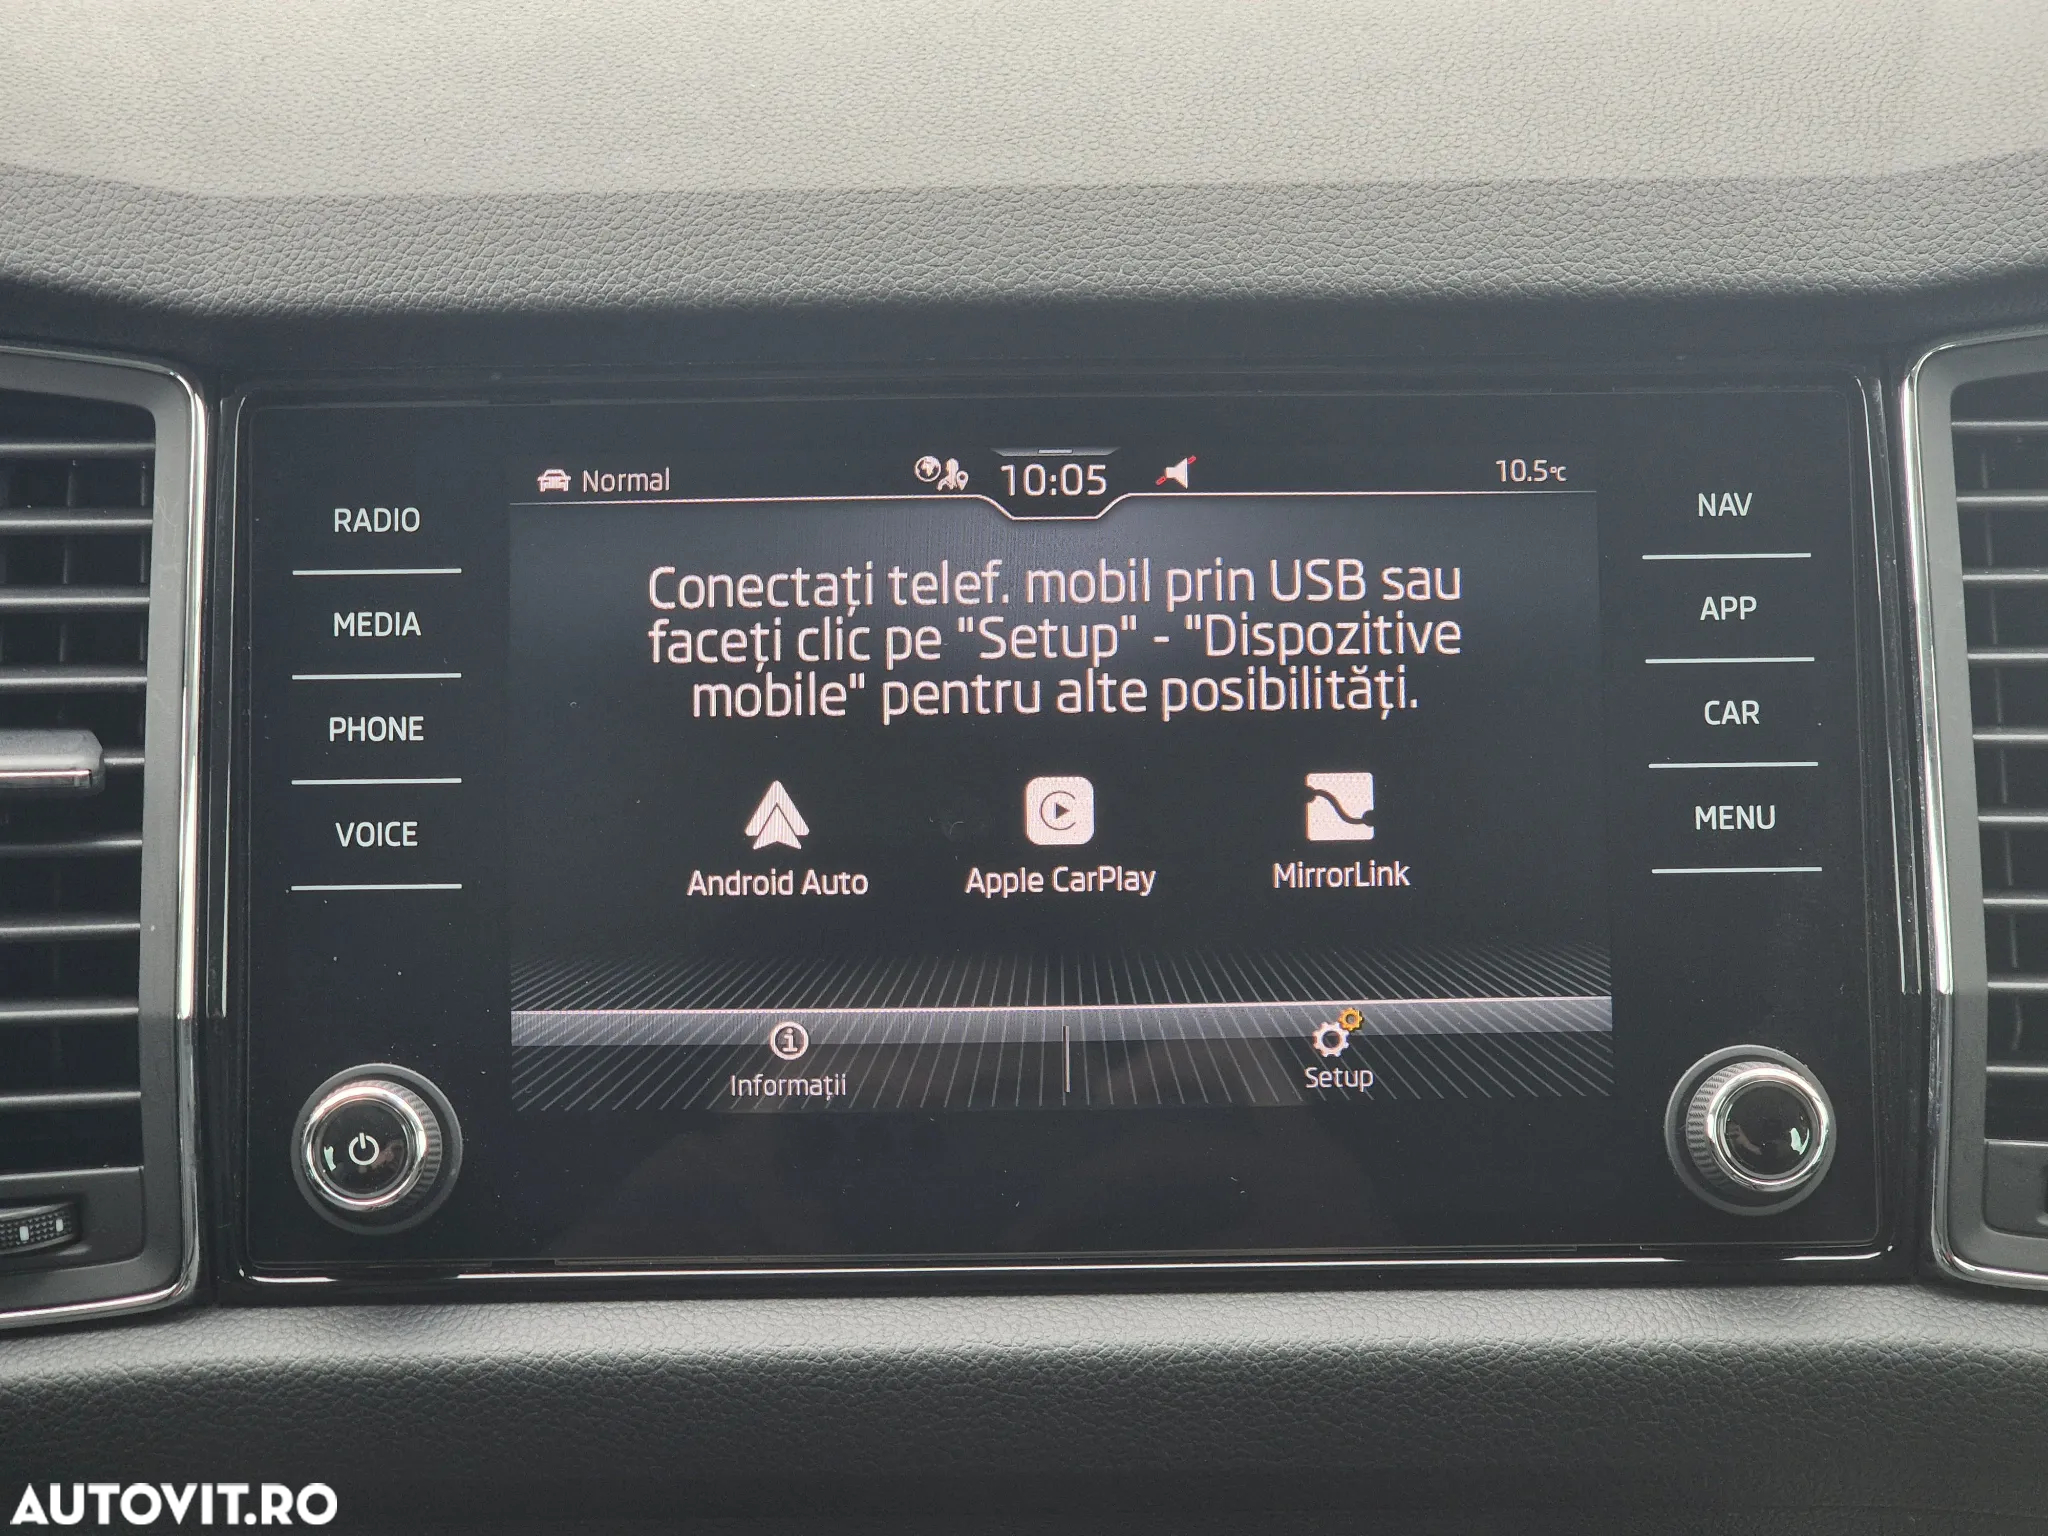 Normal 10:05 10.5°C
RADIO
MEDIA
PHONE
VOICE
Conectați telef. mobil prin USB sau
faceți clic pe "Setup" - "Dispozitive
mobile" pentru alte posibilități.
Android Auto Apple CarPlay MirrorLink
Informații Setup
NAV
APP
CAR
MENU
AUTOVIT.RO